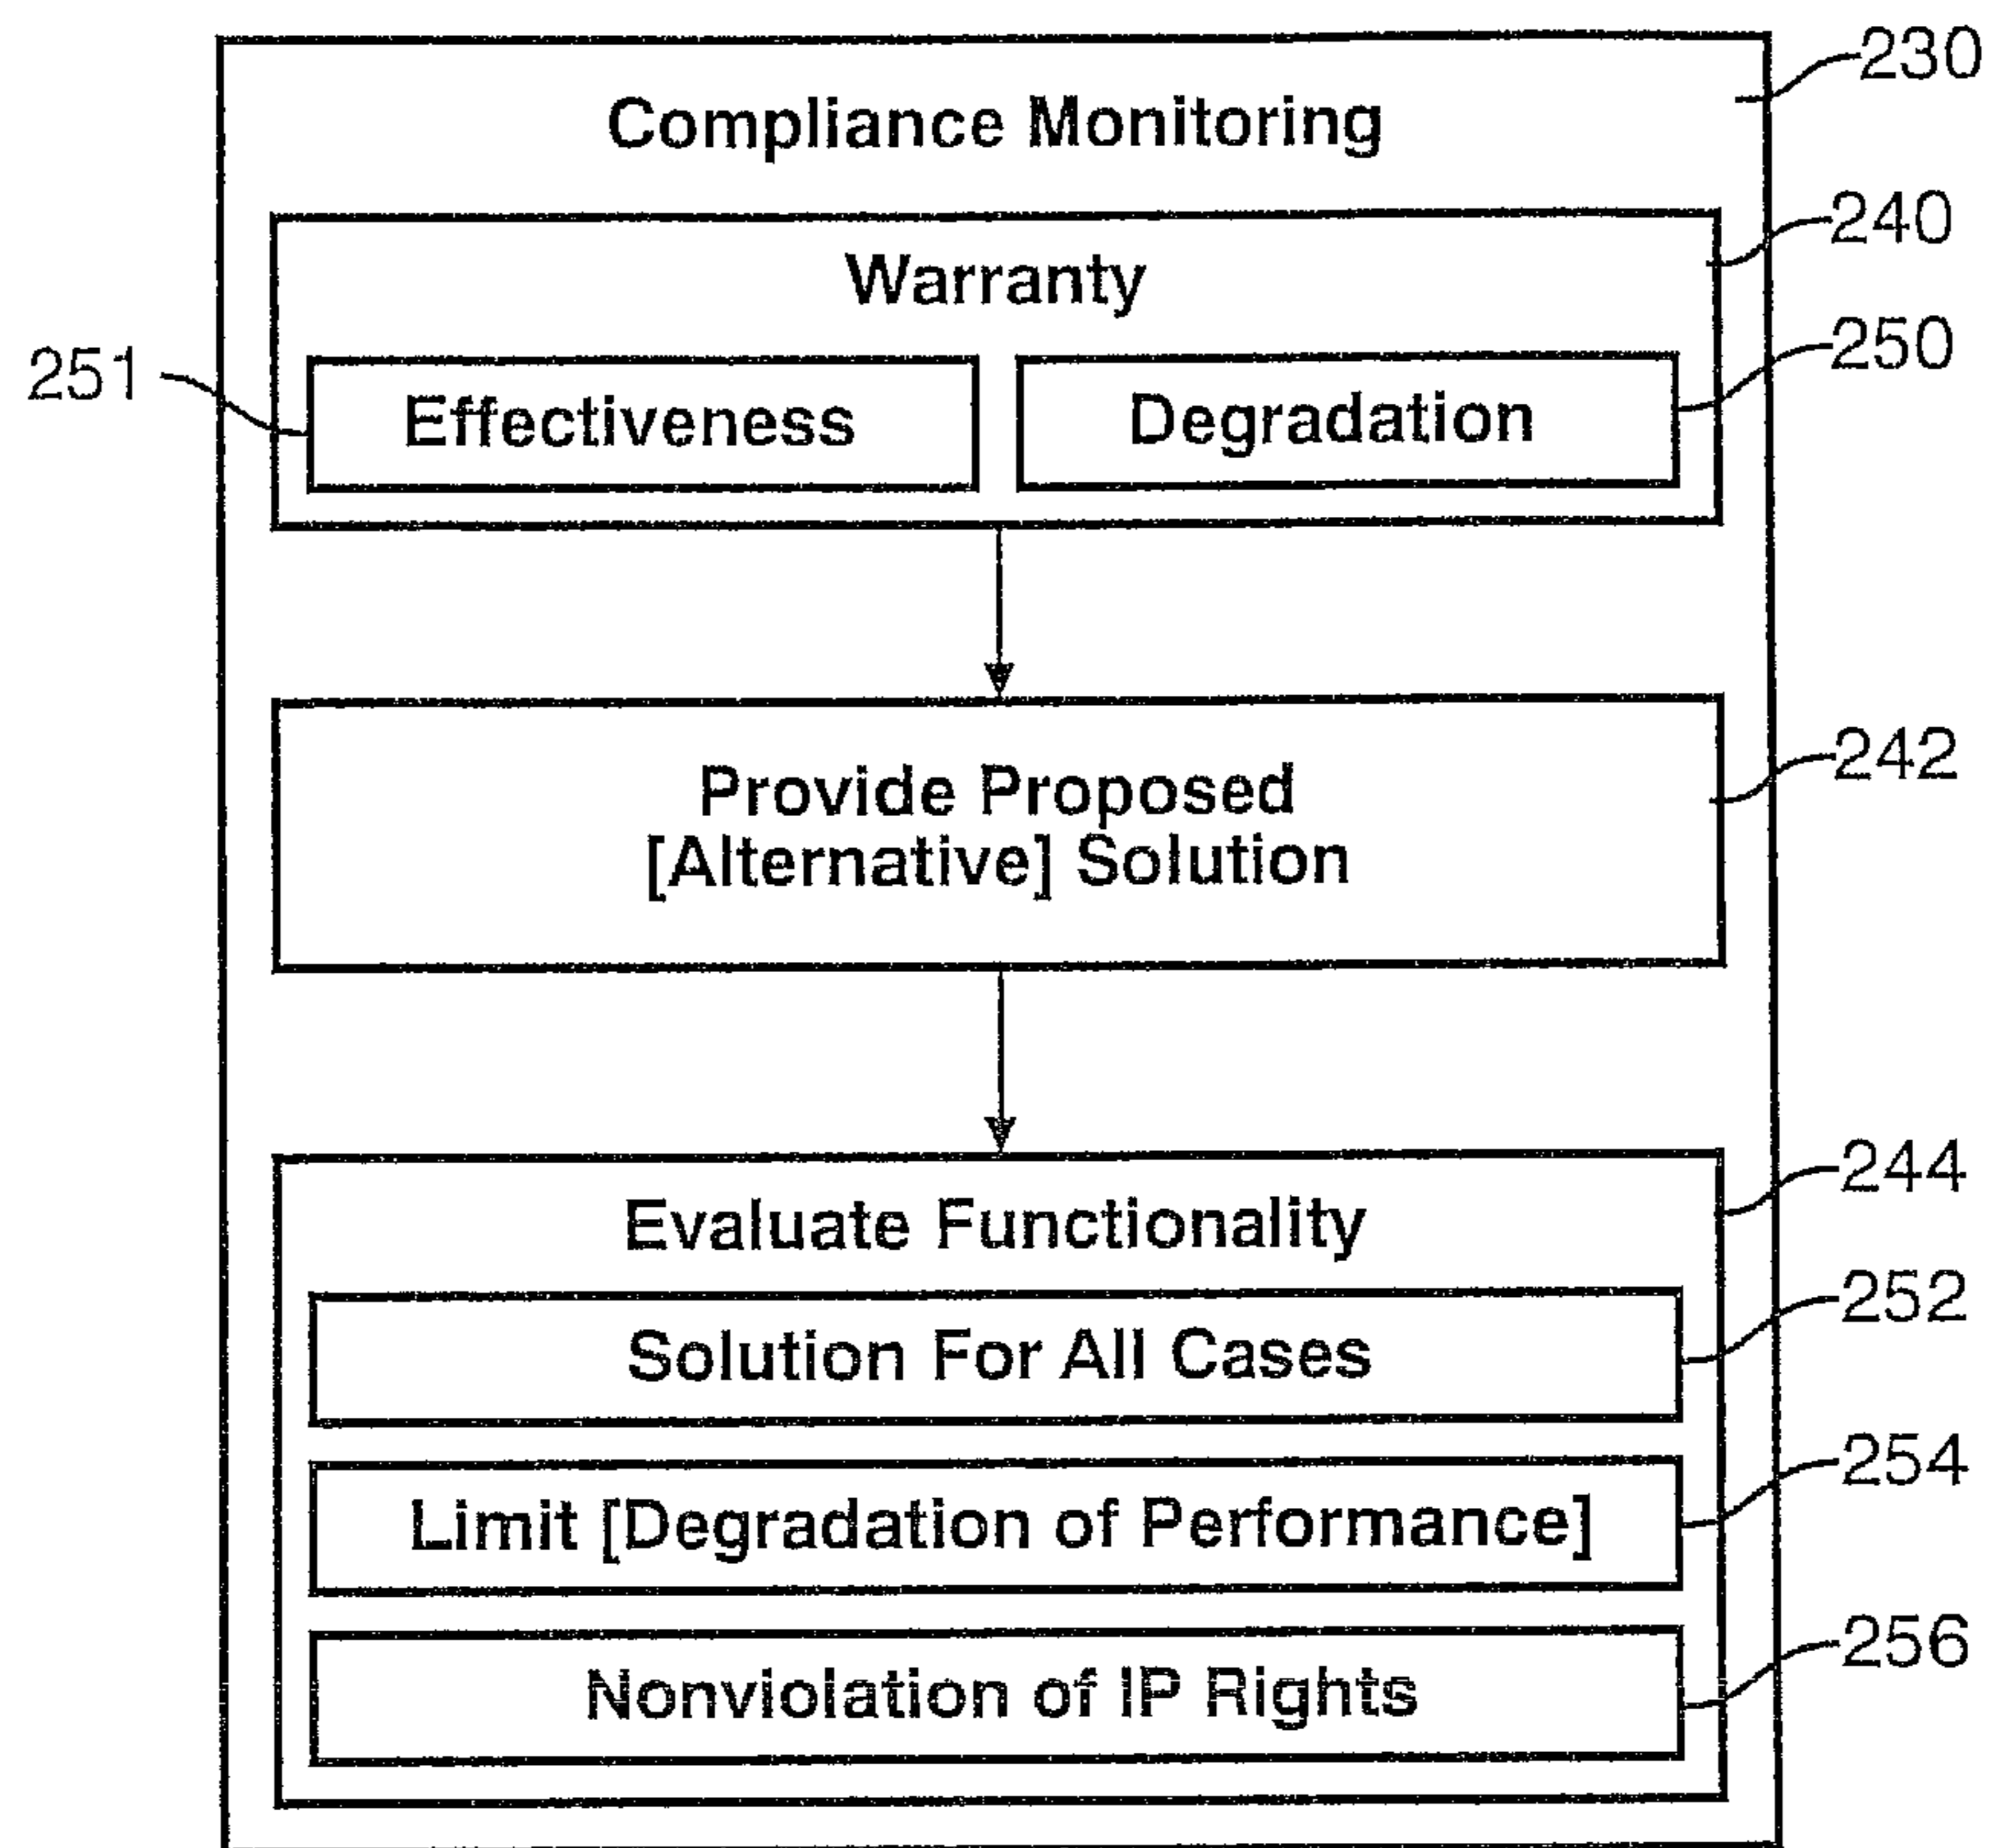 230
Compliance Monitoring
240
Warranty
250
251
Effectiveness
Degradation
242
Provide Proposed
[Alternative] Solution
244
Evaluate Functionality
252
Solution For All Cases
254
Limit [Degradation of Performance]
256
Nonviolation of IP Rights